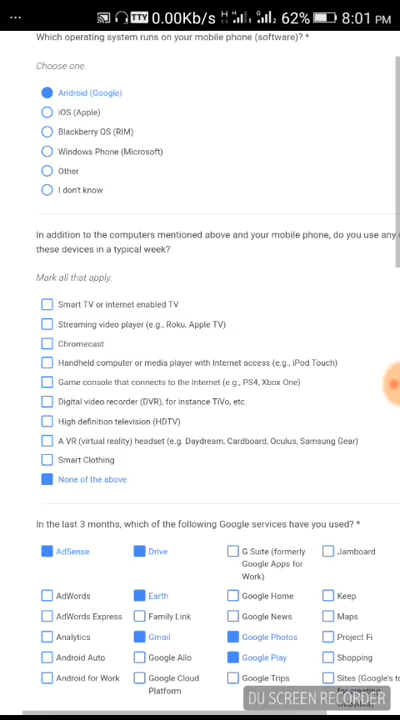 ... TTY 0.00Kb/s H H G 2 62% 8:01 PM
Which operating system runs on your mobile phone (software)? *
Choose one.
Android (Google)
iOS (Apple)
Blackberry OS (RIM)
Windows Phone (Microsoft)
Other
I don't know
In addition to the computers mentioned above and your mobile phone, do you use any
these devices in a typical week?
Mark all that apply.
Smart TV or internet enabled TV
Streaming video player (e.g., Roku, Apple TV)
Chromecast
Handheld computer or media player with Internet access (e.g., iPod Touch)
Game console that connects to the Internet (e.g., PS4, Xbox One)
Digital video recorder (DVR), for instance TiVo, etc.
High definition television (HDTV)
A VR (virtual reality) headset (e.g. Daydream, Cardboard, Oculus, Samsung Gear)
Smart Clothing
None of the above
In the last 3 months, which of the following Google services have you used? *
AdSense Drive G Suite (formerly Jamboard
Google Apps for
Work)
AdWords Earth Google Home Keep
AdWords Express Family Link Google News Maps
Analytics Gmail Google Photos Project Fi
Android Auto Google Allo Google Play Shopping
Android for Work Google Cloud Google Trips Sites (Google's to
Platform for creating
websites)
DU SCREEN RECORDER